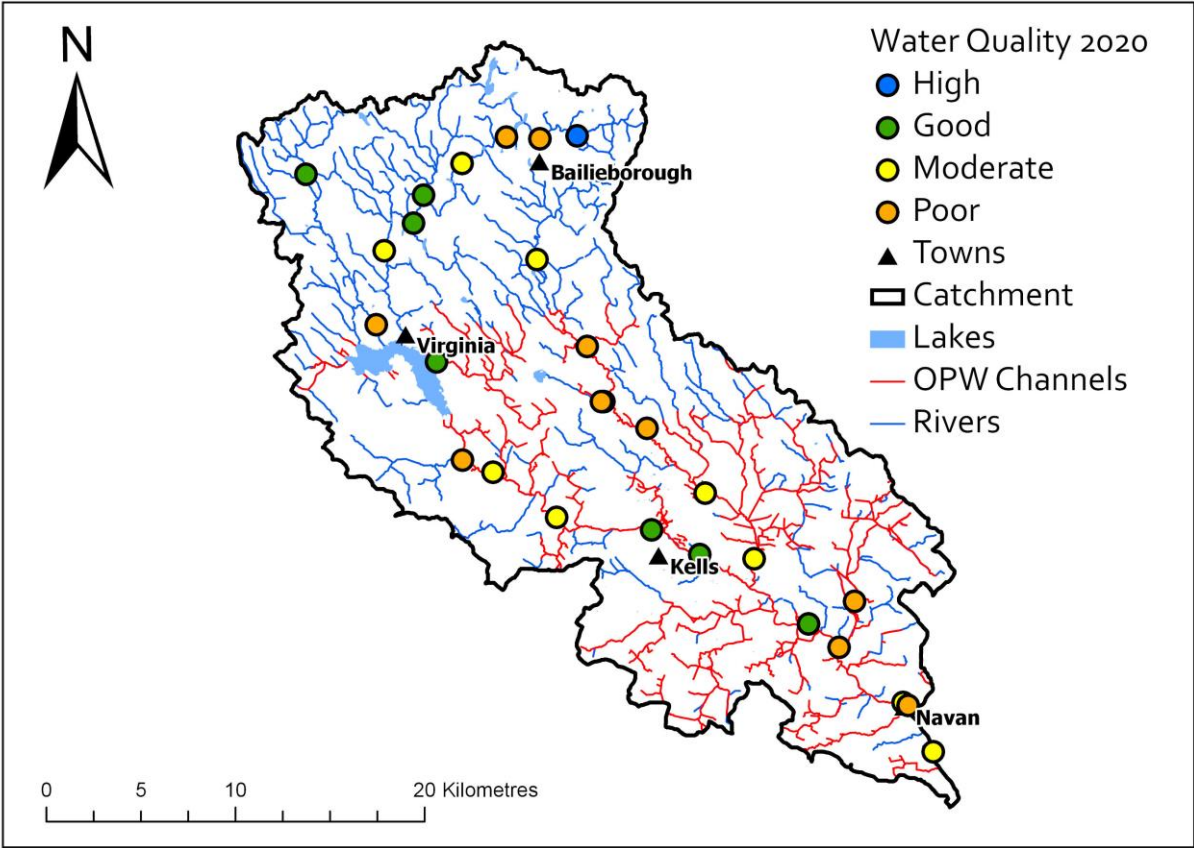 N
Water Quality 2020
High
Good
Moderate
Poor
Towns
Catchment
Lakes
OPW Channels
Rivers
Bailieborough
Virginia
Kells
Navan
0 5 10 20 Kilometres